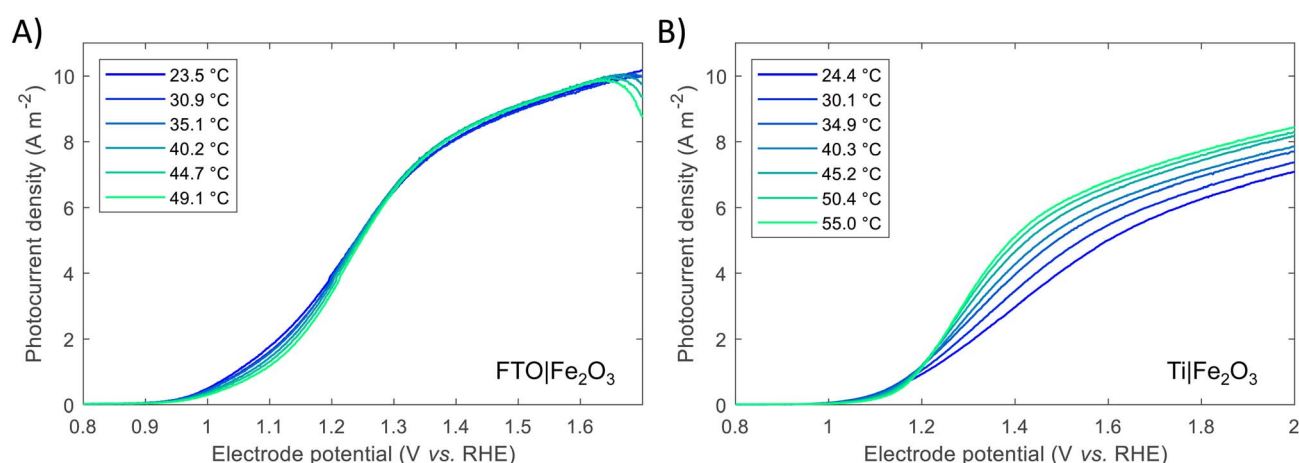 A)
Photocurrent density (A m⁻²)
10
8
6
4
2
0
23.5 °C
30.9 °C
35.1 °C
40.2 °C
44.7 °C
49.1 °C
FTO|Fe₂O₃
0.8 0.9 1 1.1 1.2 1.3 1.4 1.5 1.6
Electrode potential (V vs. RHE)
B)
Photocurrent density (A m⁻²)
10
8
6
4
2
0
24.4 °C
30.1 °C
34.9 °C
40.3 °C
45.2 °C
50.4 °C
55.0 °C
Ti|Fe₂O₃
0.8 1 1.2 1.4 1.6 1.8 2
Electrode potential (V vs. RHE)